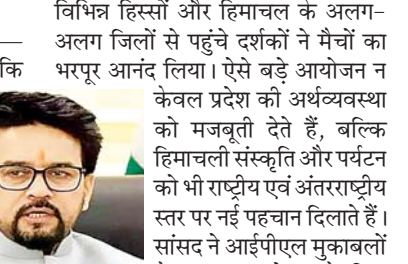 विभिन्न हिस्सों और हिमाचल के अलग-
अलग जिलों से पहुंचे दर्शकों ने मैचों का
कि
भरपूर आनंद लिया। ऐसे बड़े आयोजन न
केवल प्रदेश की अर्थव्यवस्था
को मजबूती देते हैं, बल्कि
हिमाचली संस्कृति और पर्यटन
को भी राष्ट्रीय एवं अंतरराष्ट्रीय
स्तर पर नई पहचान दिलाते हैं।
सांसद ने आईपीएल मुकाबलों